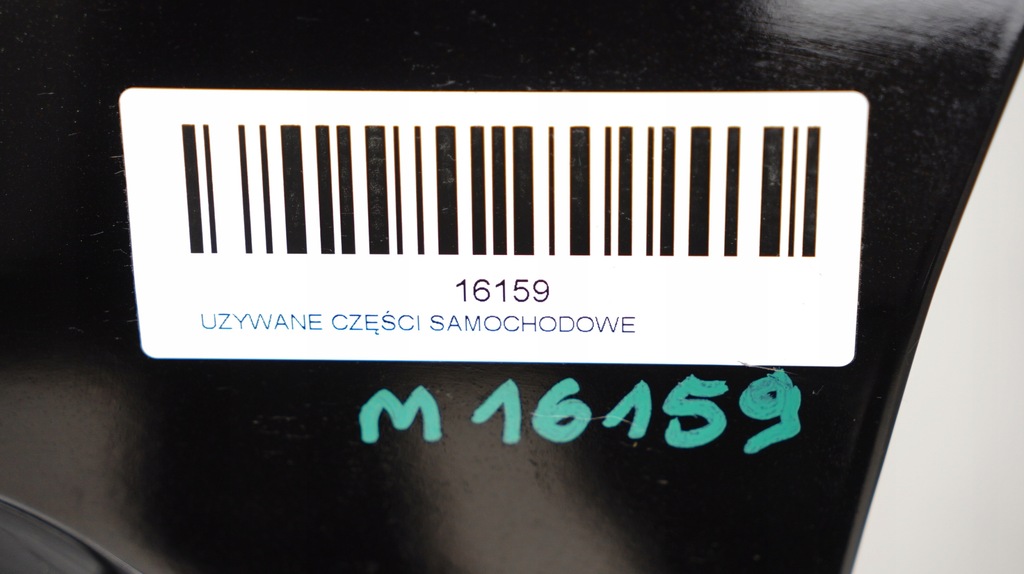 16159
UZYWANE CZĘŚCI SAMOCHODOWE
M 16159